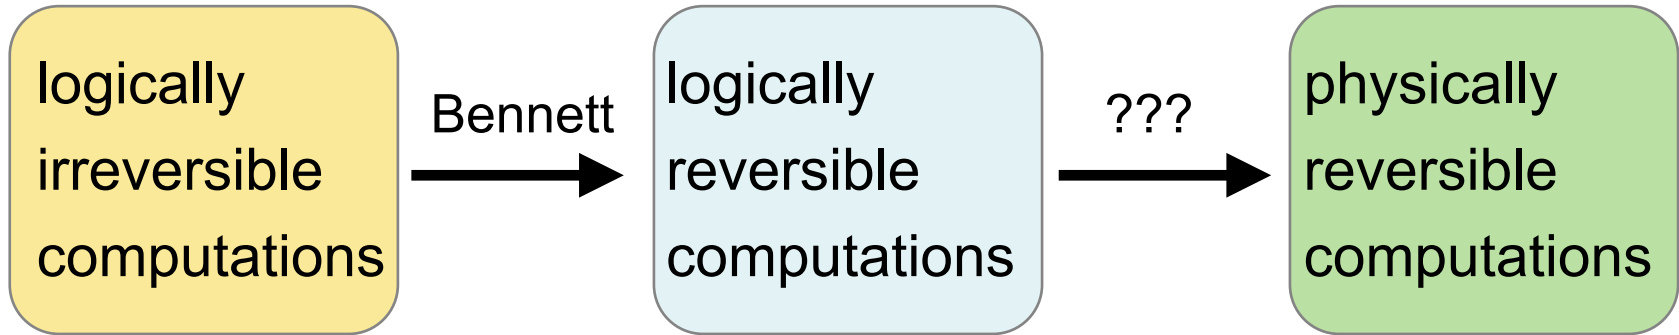 logically
irreversible
computations
Bennett
logically
reversible
computations
???
physically
reversible
computations